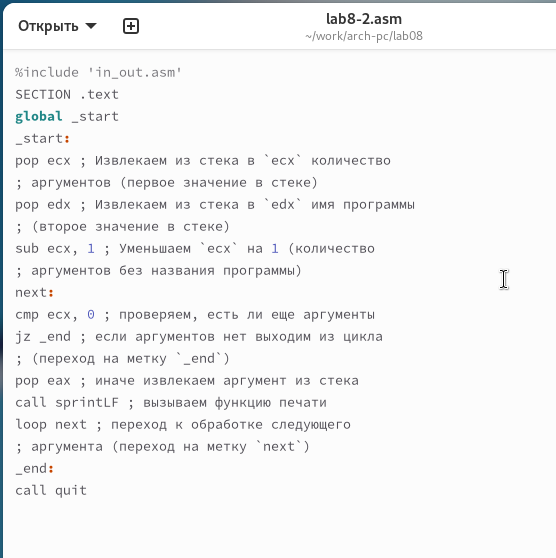 Открыть
lab8-2.asm
~/work/arch-pc/lab08
%include 'in_out.asm'
SECTION .text
global _start
_start:
pop ecx ; Извлекаем из стека в `ecx` количество
; аргументов (первое значение в стеке)
pop edx ; Извлекаем из стека в `edx` имя программы
; (второе значение в стеке)
sub ecx, 1 ; Уменьшаем `ecx` на 1 (количество
; аргументов без названия программы)
next:
cmp ecx, 0 ; проверяем, есть ли еще аргументы
jz _end ; если аргументов нет выходим из цикла
; (переход на метку `_end`)
pop eax ; иначе извлекаем аргумент из стека
call sprintLF ; вызываем функцию печати
loop next ; переход к обработке следующего
; аргумента (переход на метку `next`)
_end:
call quit